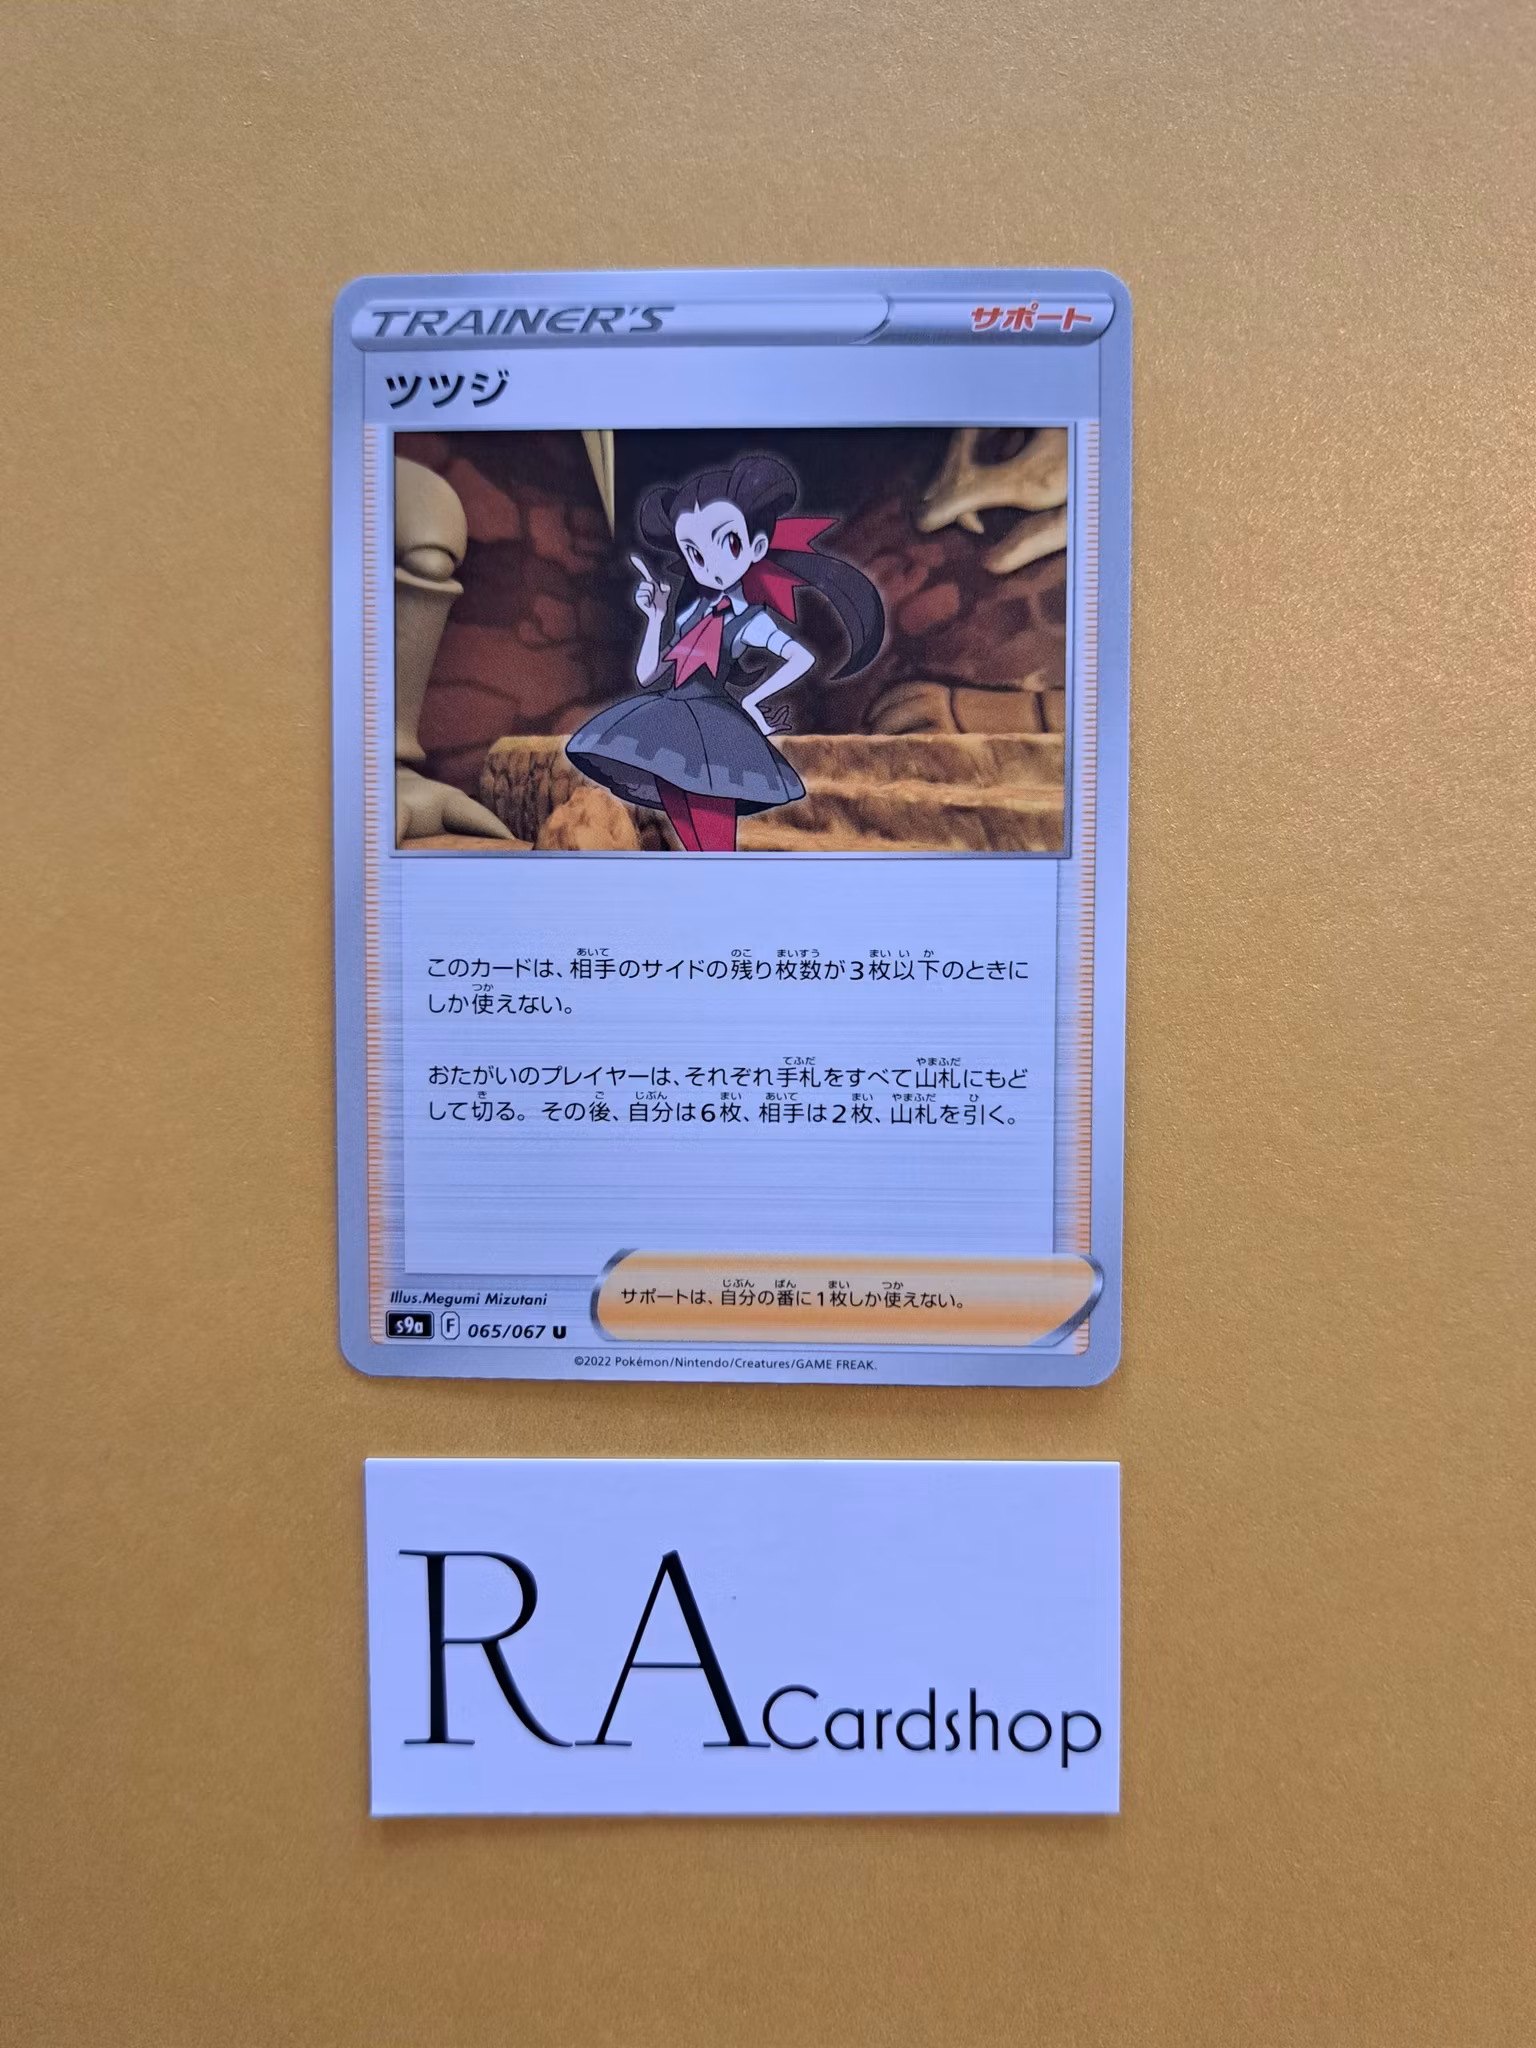 TRAINER'S サポート
ツツジ
このカードは、相手のサイドの残り枚数が3枚以下のときに
しか使えない。
おたがいのプレイヤーは、それぞれ手札をすべて山札にもど
して切る。その後、自分は6枚、相手は2枚、山札を引く。
サポートは、自分の番に1枚しか使えない。
Illus.Megumi Mizutani
s9a F 065/067 U
©2022 Pokémon/Nintendo/Creatures/GAME FREAK.
RA Cardshop